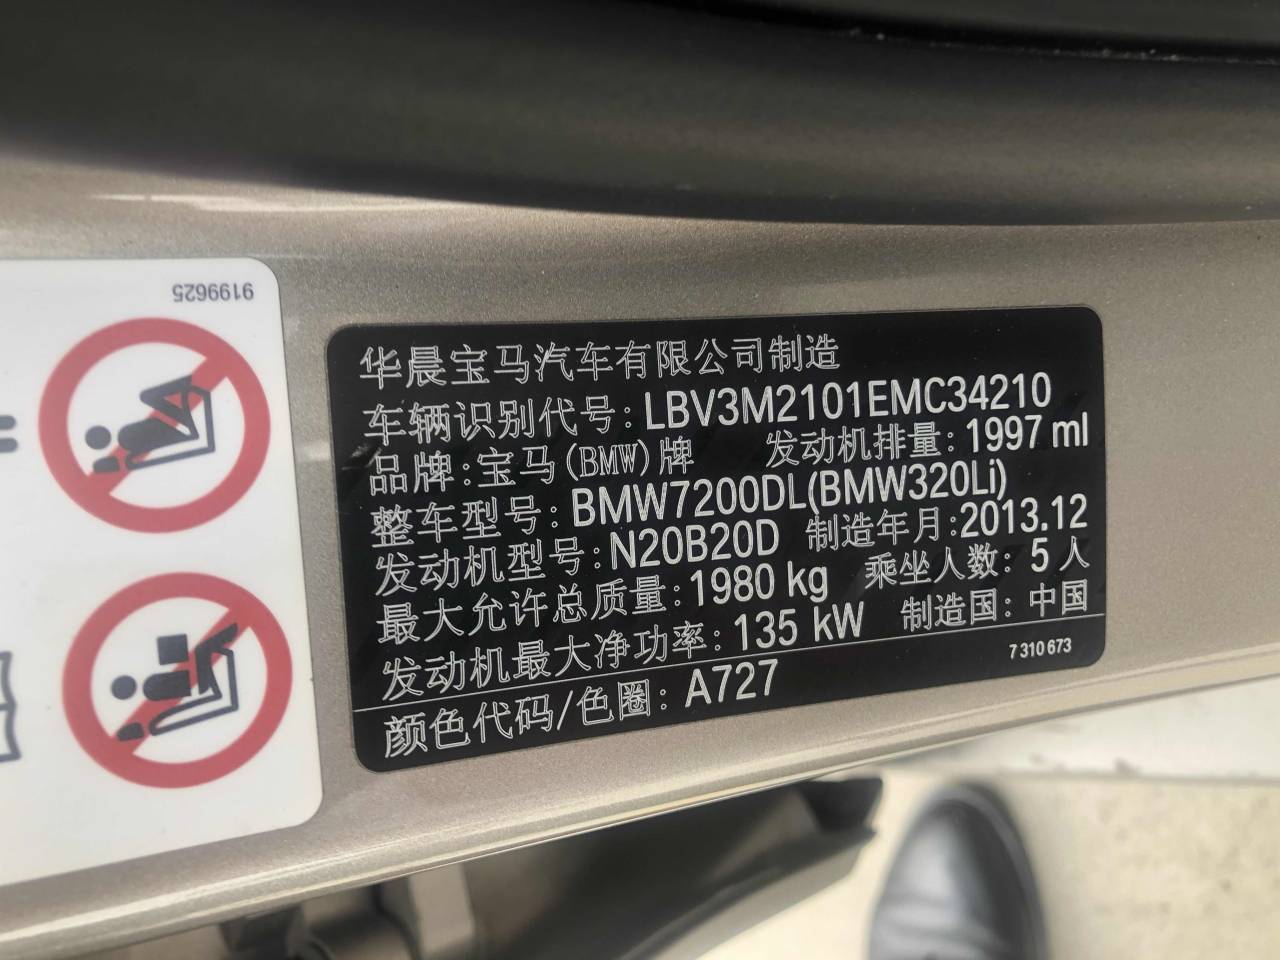 9199625
华晨宝马汽车有限公司制造
车辆识别代号: LBV3M2101EMC34210
品牌: 宝马(BMW)牌 发动机排量: 1997 ml
整车型号: BMW7200DL(BMW320Li)
发动机型号: N20B20D 制造年月: 2013.12
最大允许总质量: 1980 kg 乘坐人数: 5 人
发动机最大净功率: 135 kW 制造国: 中国
颜色代码/色圈: A727 7 310 673